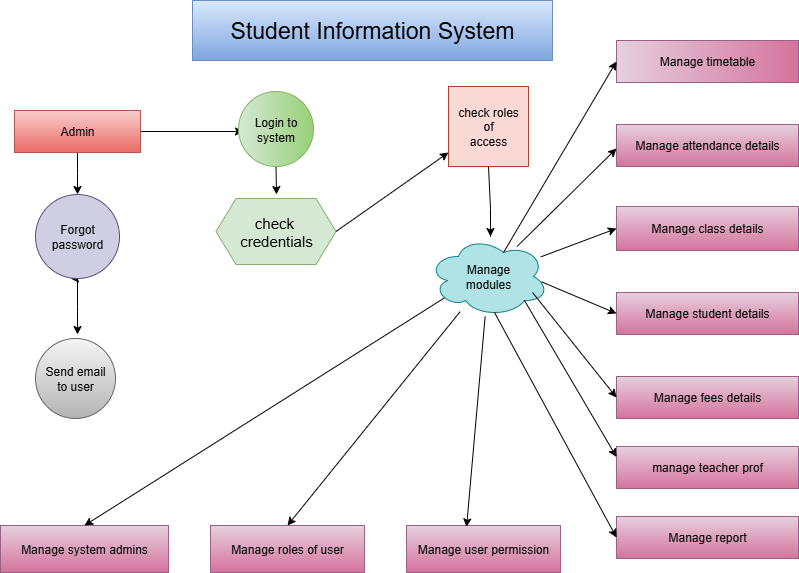 Student Information System
Admin
Login to
system
check roles
of
access
Forgot
password
check
credentials
Send email
to user
Manage
modules
Manage timetable
Manage attendance details
Manage class details
Manage student details
Manage fees details
manage teacher prof
Manage report
Manage system admins
Manage roles of user
Manage user permission